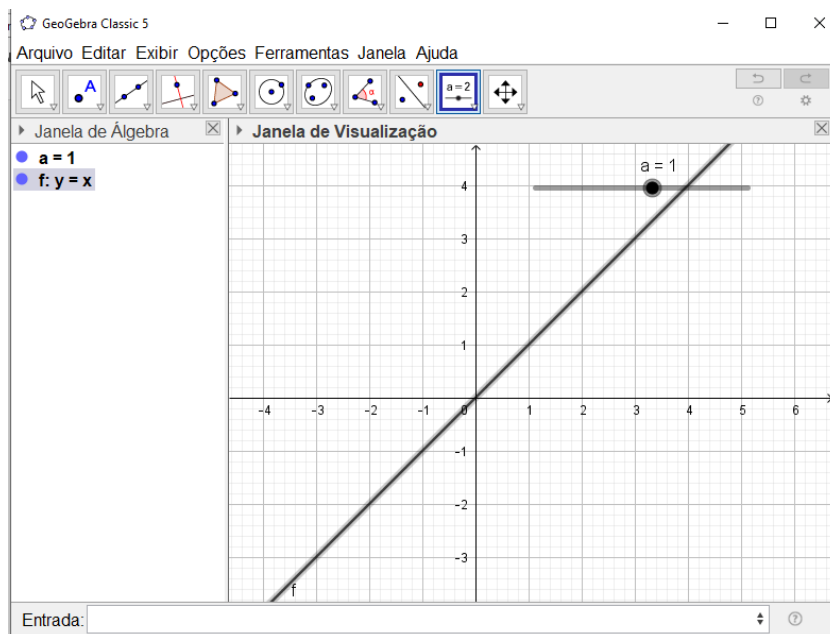 GeoGebra Classic 5
Arquivo Editar Exibir Opções Ferramentas Janela Ajuda
A
α
a = 2
Janela de Álgebra
Janela de Visualização
a = 1
f: y = x
a = 1
4
3
2
1
-4 -3 -2 -1 0 1 2 3 4 5 6
-1
-2
-3
f
Entrada: